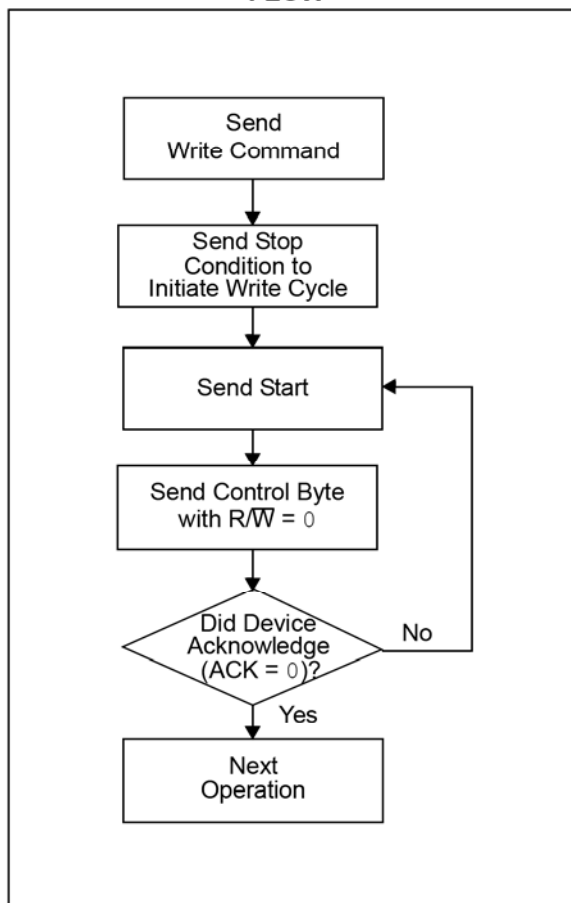 Send
Write Command
Send Stop
Condition to
Initiate Write Cycle
Send Start
Send Control Byte
with R/W̅ = 0
Did Device
Acknowledge
(ACK = 0)?
No
Yes
Next
Operation